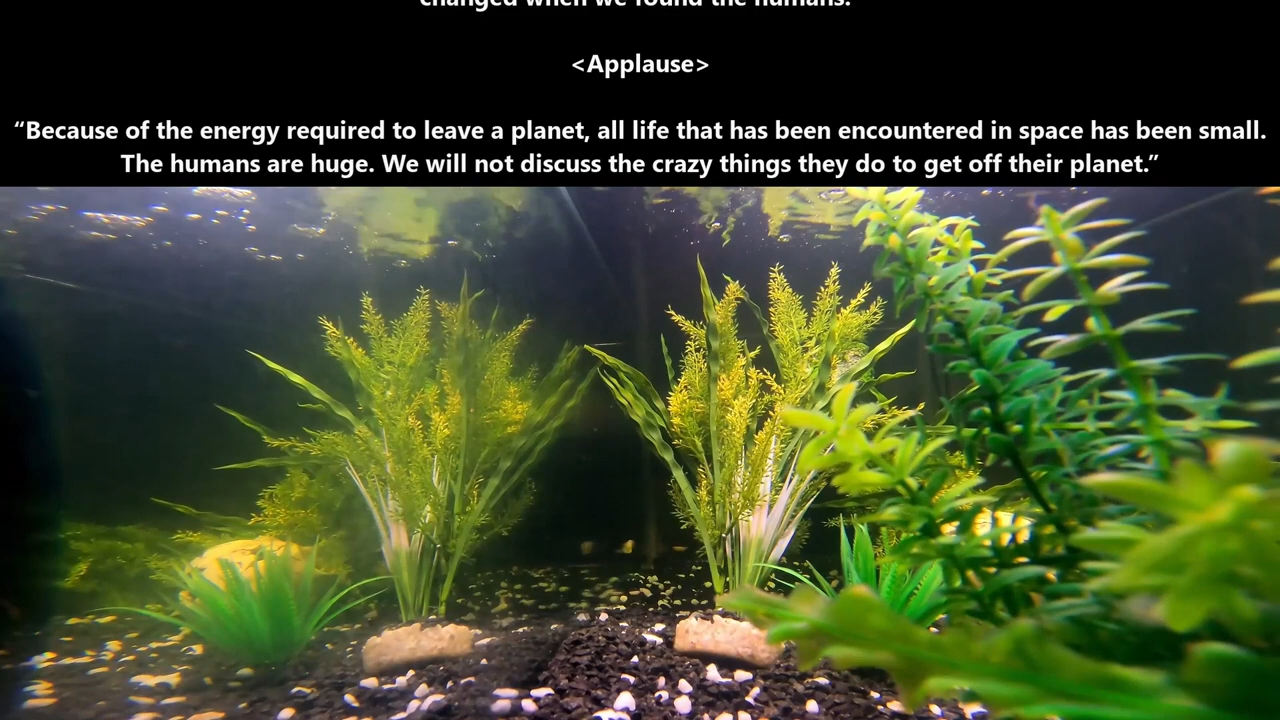 changed when we found the humans.
<Applause>
“Because of the energy required to leave a planet, all life that has been encountered in space has been small.
The humans are huge. We will not discuss the crazy things they do to get off their planet.”